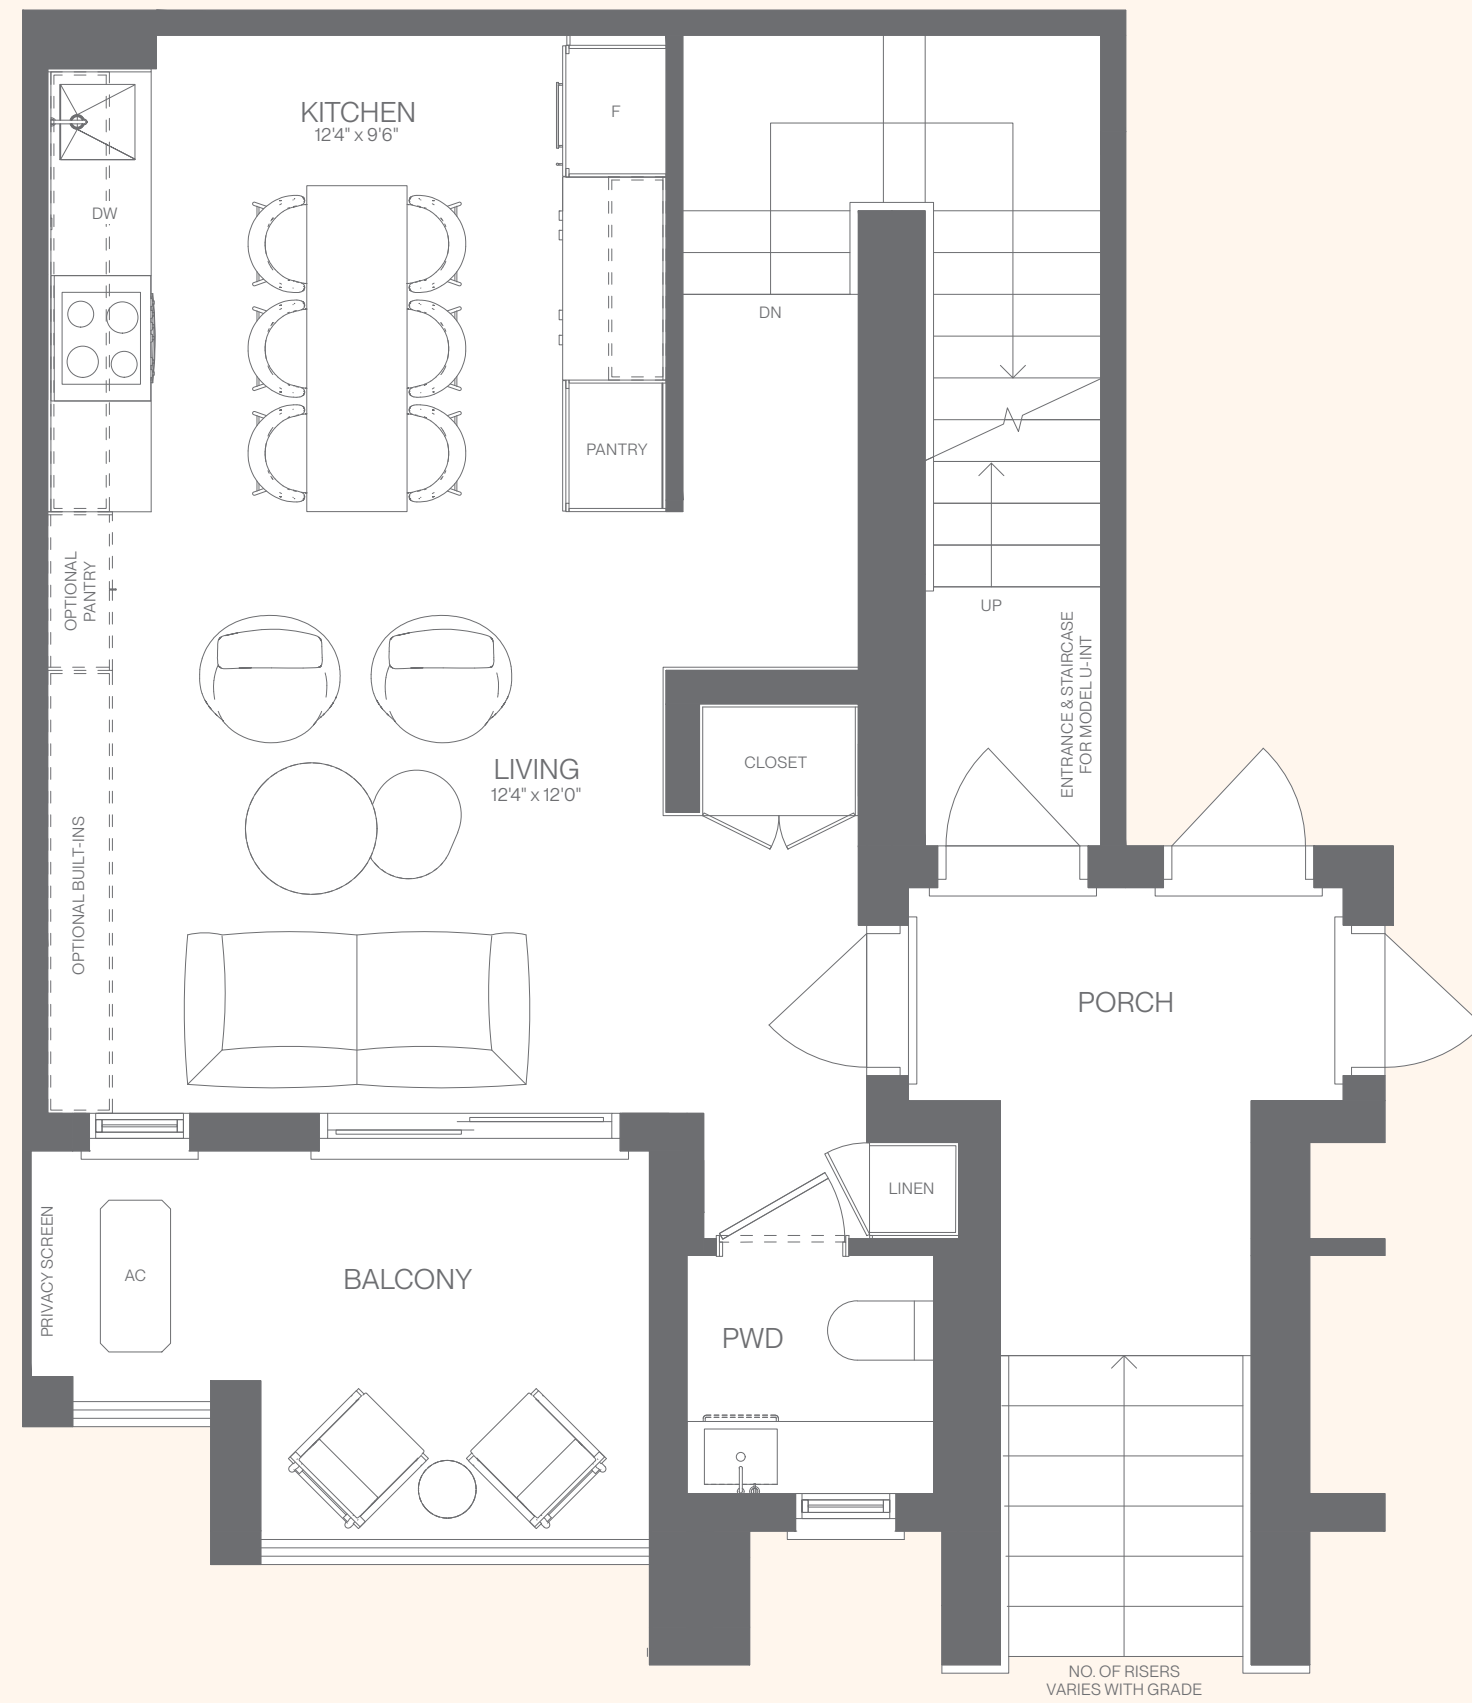 KITCHEN
12'4" x 9'6"
F
DW
DN
PANTRY
OPTIONAL
PANTRY
UP
ENTRANCE & STAIRCASE
FOR MODEL U-INT
CLOSET
LIVING
12'4" x 12'0"
OPTIONAL BUILT-INS
PORCH
LINEN
PRIVACY SCREEN
AC
BALCONY
PWD
NO. OF RISERS
VARIES WITH GRADE